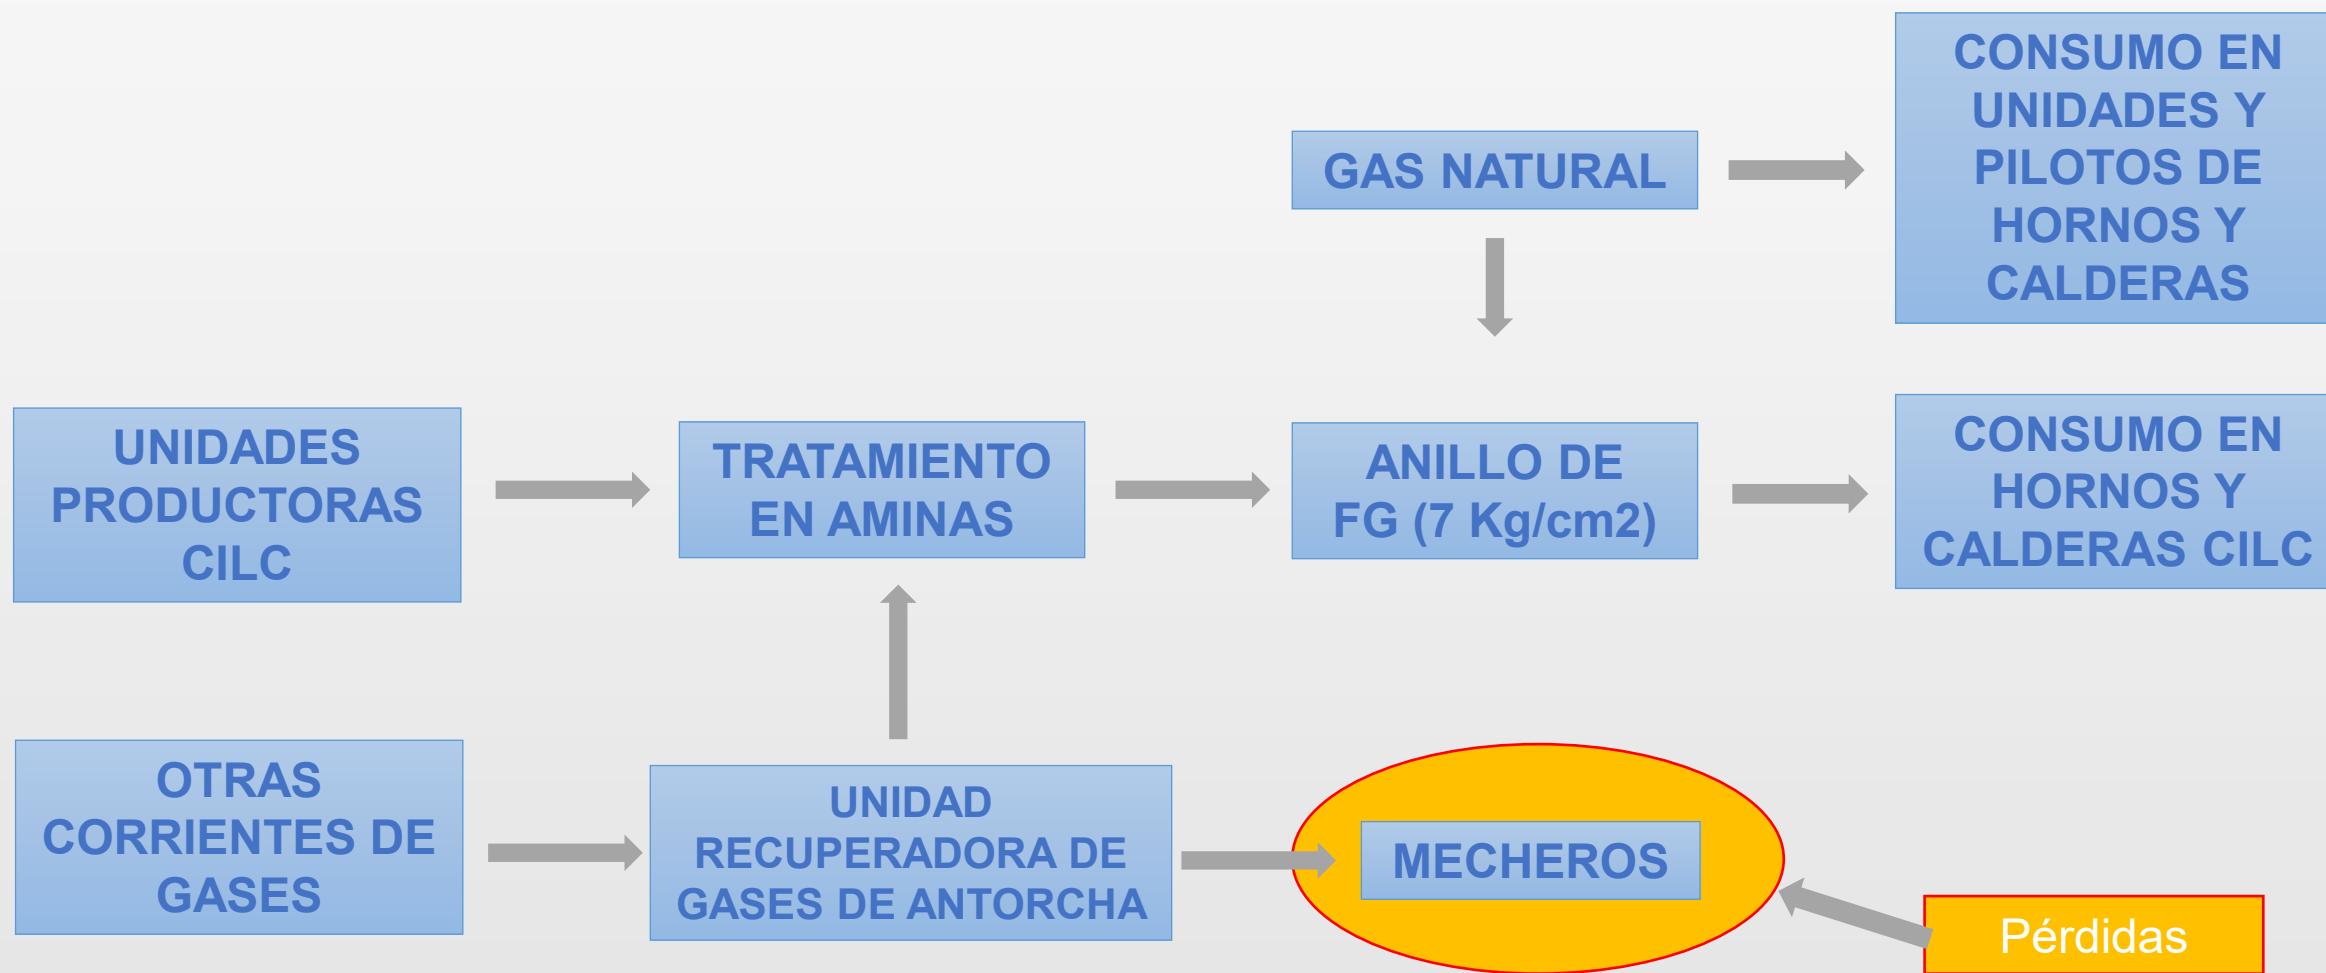 CONSUMO EN
UNIDADES Y
PILOTOS DE
HORNOS Y
CALDERAS
GAS NATURAL
UNIDADES
PRODUCTORAS
CILC
TRATAMIENTO
EN AMINAS
ANILLO DE
FG (7 Kg/cm2)
CONSUMO EN
HORNOS Y
CALDERAS CILC
OTRAS
CORRIENTES DE
GASES
UNIDAD
RECUPERADORA DE
GASES DE ANTORCHA
MECHEROS
Pérdidas